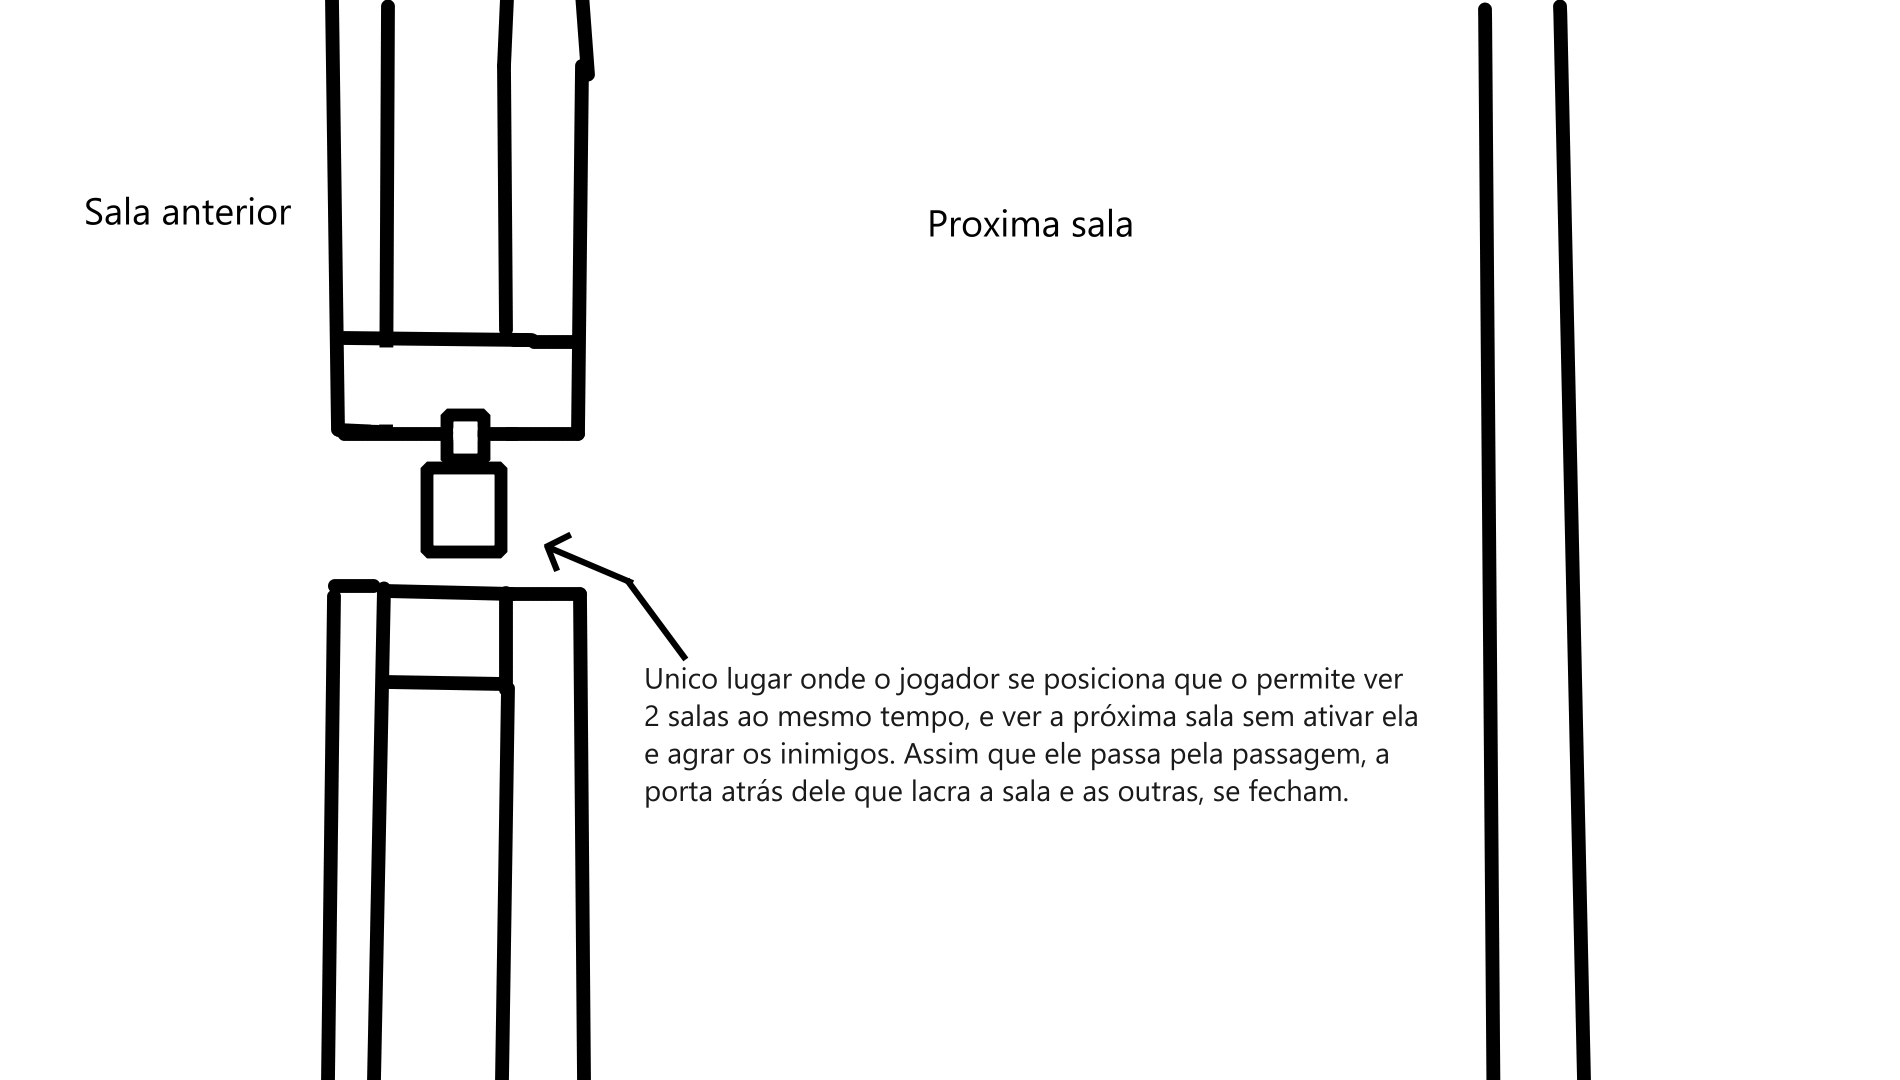 Sala anterior
Proxima sala
Unico lugar onde o jogador se posiciona que o permite ver
2 salas ao mesmo tempo, e ver a próxima sala sem ativar ela
e agrar os inimigos. Assim que ele passa pela passagem, a
porta atrás dele que lacra a sala e as outras, se fecham.